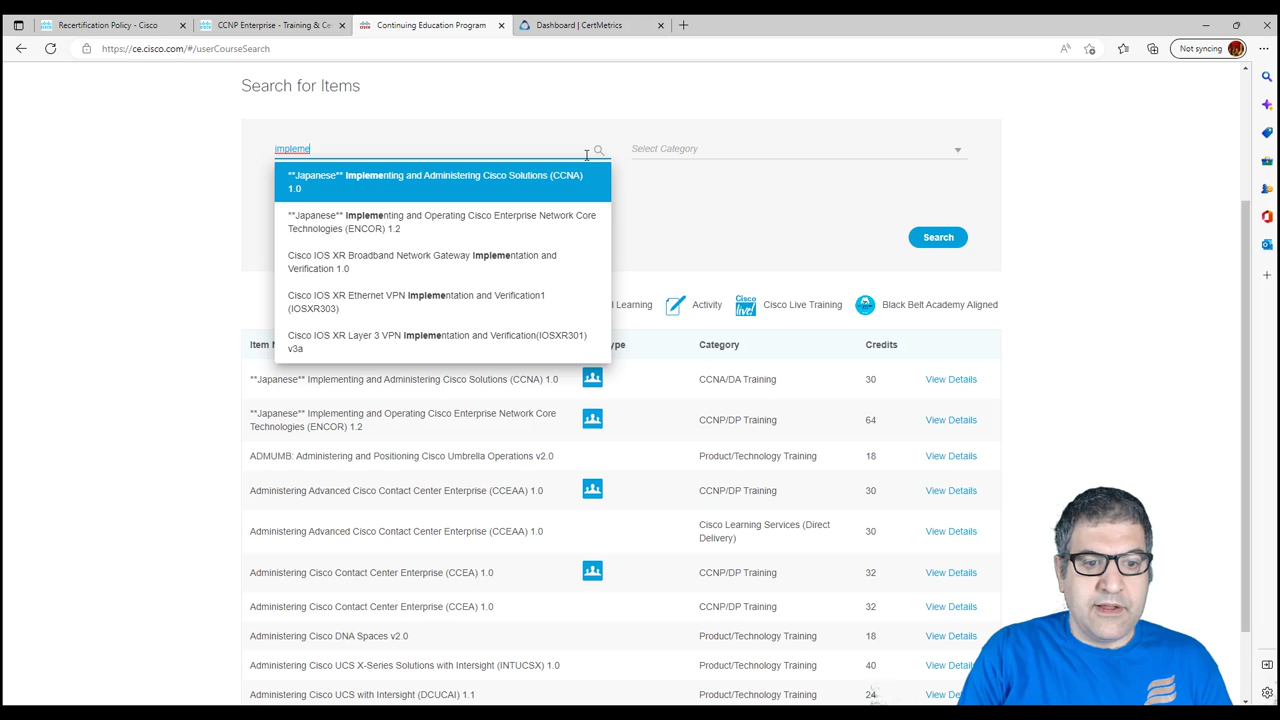 Recertification Policy - Cisco
CCNP Enterprise - Training & Ce
Continuing Education Program
Dashboard | CertMetrics
https://ce.cisco.com/#/userCourseSearch
Not syncing
Search for Items
impleme
Select Category
**Japanese** Implementing and Administering Cisco Solutions (CCNA)
1.0
**Japanese** Implementing and Operating Cisco Enterprise Network Core
Technologies (ENCOR) 1.2
Cisco IOS XR Broadband Network Gateway Implementation and
Verification 1.0
Cisco IOS XR Ethernet VPN Implementation and Verification1
(IOSXR303)
Cisco IOS XR Layer 3 VPN Implementation and Verification(IOSXR301)
v3a
Search
l Learning Activity Cisco Live Training Black Belt Academy Aligned
Item N ype Category Credits
**Japanese** Implementing and Administering Cisco Solutions (CCNA) 1.0 CCNA/DA Training 30 View Details
**Japanese** Implementing and Operating Cisco Enterprise Network Core
Technologies (ENCOR) 1.2 CCNP/DP Training 64 View Details
ADMUMB: Administering and Positioning Cisco Umbrella Operations v2.0 Product/Technology Training 18 View Details
Administering Advanced Cisco Contact Center Enterprise (CCEAA) 1.0 CCNP/DP Training 30 View Details
Administering Advanced Cisco Contact Center Enterprise (CCEAA) 1.0 Cisco Learning Services (Direct
Delivery) 30 View Details
Administering Cisco Contact Center Enterprise (CCEA) 1.0 CCNP/DP Training 32 View Details
Administering Cisco Contact Center Enterprise (CCEA) 1.0 CCNP/DP Training 32 View Details
Administering Cisco DNA Spaces v2.0 Product/Technology Training 18 View Details
Administering Cisco UCS X-Series Solutions with Intersight (INTUCSX) 1.0 Product/Technology Training 40 View Details
Administering Cisco UCS with Intersight (DCUCAI) 1.1 Product/Technology Training 24 View De